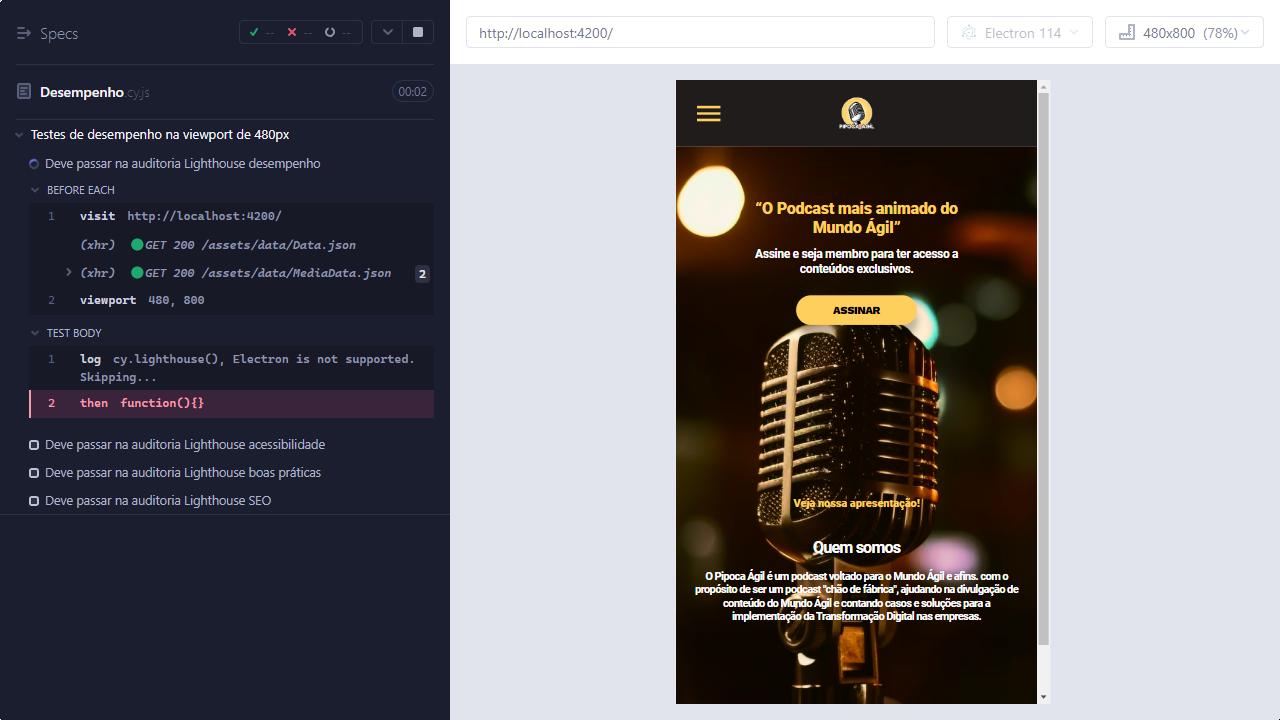 Specs
--
--
--
Desempenho.cy.js
00:02
Testes de desempenho na viewport de 480px
Deve passar na auditoria Lighthouse desempenho
BEFORE EACH
1 visit http://localhost:4200/
(xhr) GET 200 /assets/data/Data.json
(xhr) GET 200 /assets/data/MediaData.json 2
2 viewport 480, 800
TEST BODY
1 log cy.lighthouse(), Electron is not supported.
Skipping...
2 then function(){}
Deve passar na auditoria Lighthouse acessibilidade
Deve passar na auditoria Lighthouse boas práticas
Deve passar na auditoria Lighthouse SEO
http://localhost:4200/
Electron 114
480x800 (78%)
PIPOCA ÁGIL
“O Podcast mais animado do
Mundo Ágil”
Assine e seja membro para ter acesso a
conteúdos exclusivos.
ASSINAR
Veja nossa apresentação!
Quem somos
O Pipoca Ágil é um podcast voltado para o Mundo Ágil e afins. com o
propósito de ser um podcast "chão de fábrica", ajudando na divulgação de
conteúdo do Mundo Ágil e contando casos e soluções para a
implementação da Transformação Digital nas empresas.